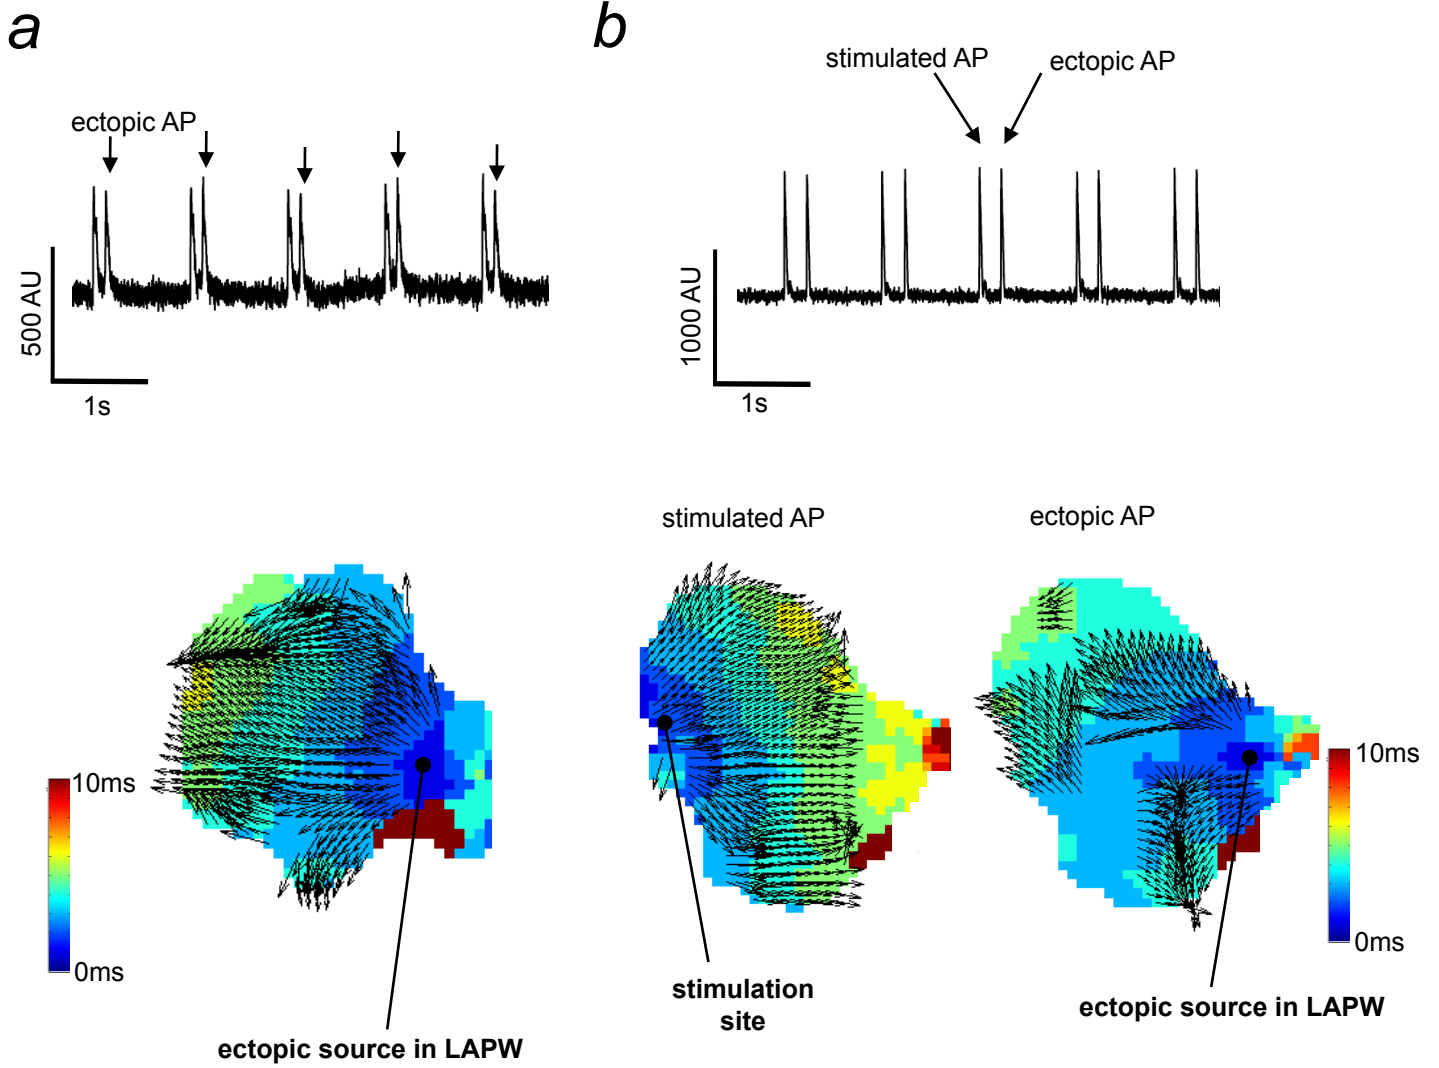 a
b
stimulated AP
ectopic AP
ectopic AP
500 AU
1s
1000 AU
1s
stimulated AP
ectopic AP
10ms
0ms
10ms
0ms
stimulation
site
ectopic source in LAPW
ectopic source in LAPW